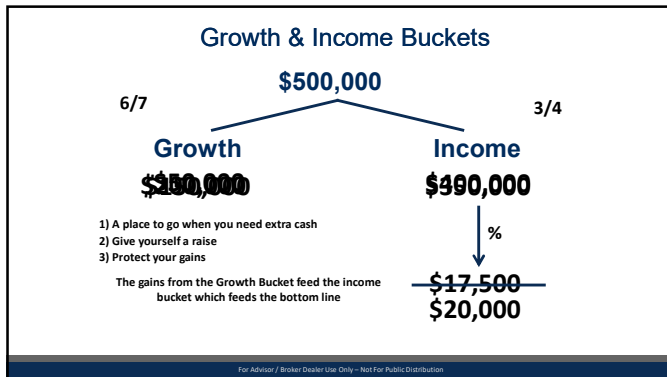 Growth & Income Buckets
$500,000
6/7
3/4
Growth
Income
1) A place to go when you need extra cash
2) Give yourself a raise
3) Protect your gains
%
The gains from the Growth Bucket feed the income
bucket which feeds the bottom line
$17,500
$20,000
For Advisor / Broker Dealer Use Only – Not For Public Distribution